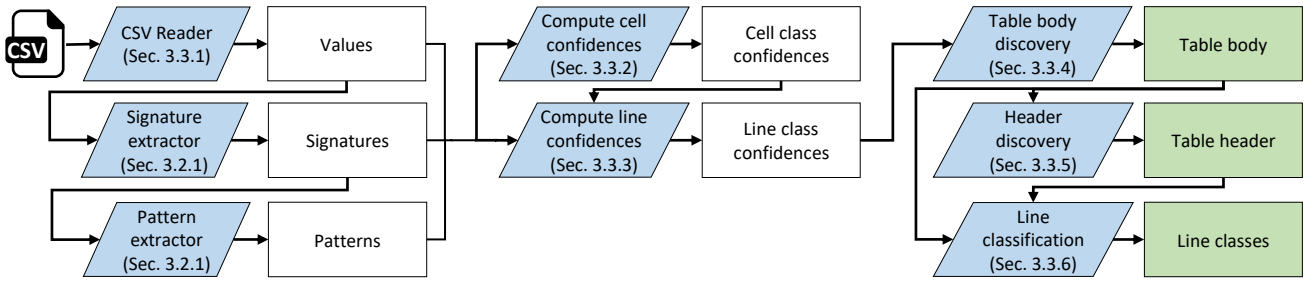 CSV
CSV Reader
(Sec. 3.3.1)
Values
Signature
extractor
(Sec. 3.2.1)
Signatures
Pattern
extractor
(Sec. 3.2.1)
Patterns
Compute cell
confidences
(Sec. 3.3.2)
Cell class
confidences
Compute line
confidences
(Sec. 3.3.3)
Line class
confidences
Table body
discovery
(Sec. 3.3.4)
Table body
Header
discovery
(Sec. 3.3.5)
Table header
Line
classification
(Sec. 3.3.6)
Line classes